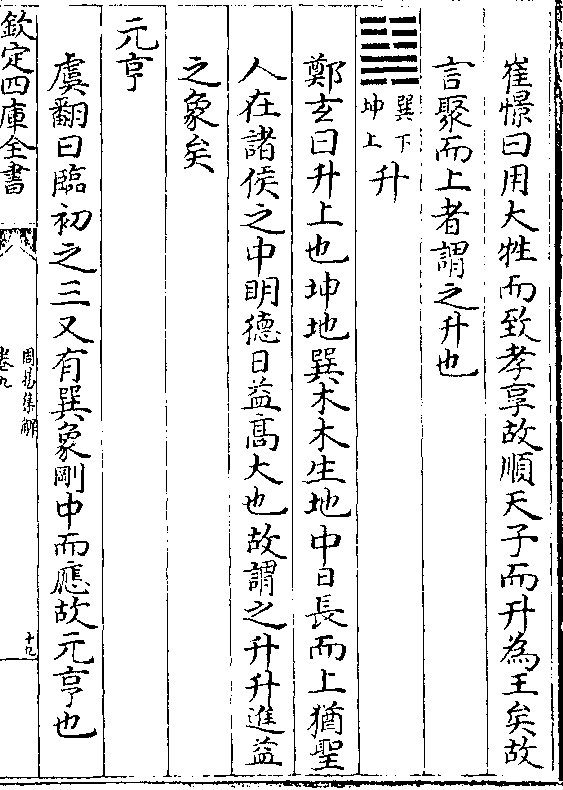 崔憬曰用大牲而致孝享故順天子而升為王矣故
言聚而上者謂之升也
巽下
坤上
升
鄭玄曰升上也坤地巽木木生地中日長而上猶聖
人在諸侯之中明德日益髙大也故謂之升升進益
之象矣
元亨
虞翻曰臨初之三又有巽象剛中而應故元亨也
欽定四庫全書
周易集解
卷九
十九